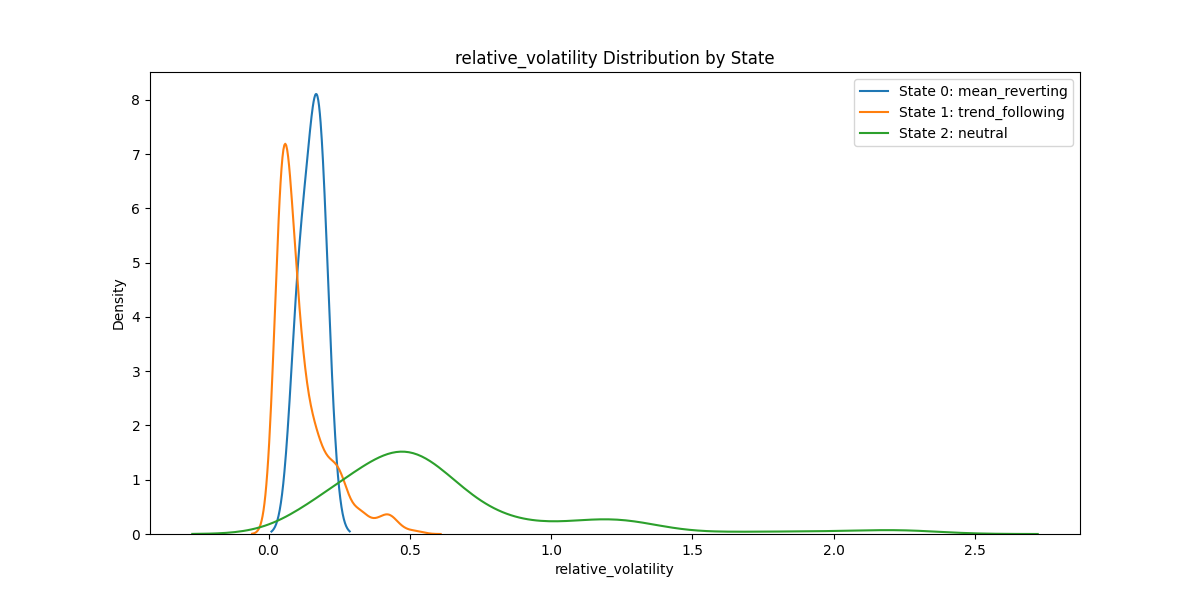 relative_volatility Distribution by State
State 0: mean_reverting
State 1: trend_following
State 2: neutral
Density
8
7
6
5
4
3
2
1
0
0.0 0.5 1.0 1.5 2.0 2.5
relative_volatility